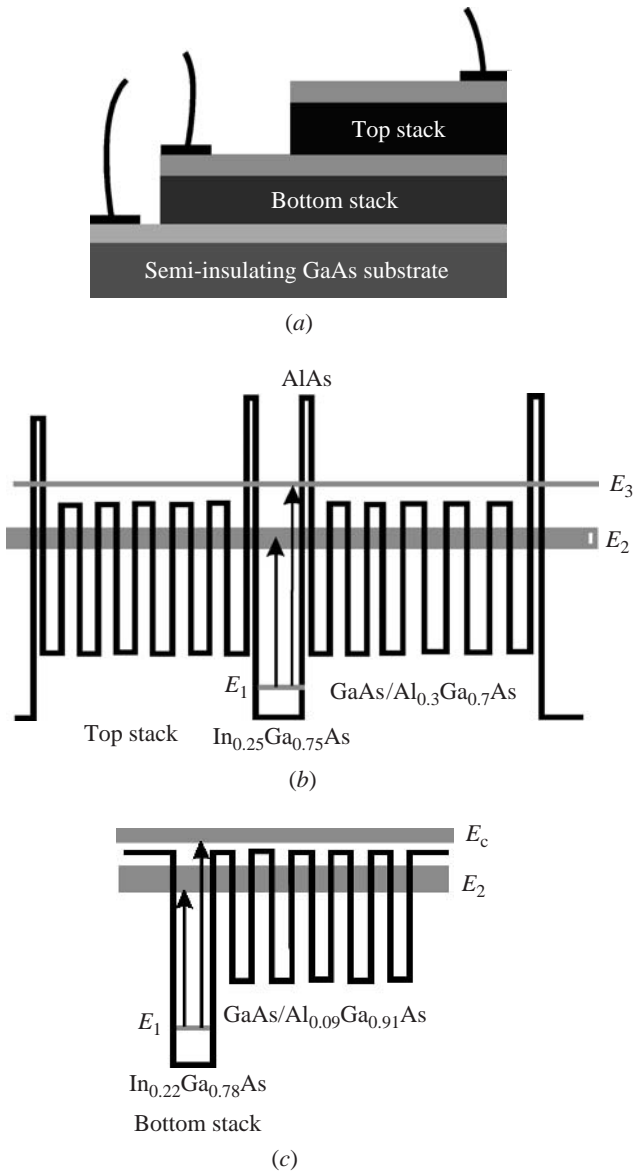 Top stack
Bottom stack
Semi-insulating GaAs substrate
(a)
AlAs
E3
E2
E1
GaAs/Al0.3Ga0.7As
Top stack
In0.25Ga0.75As
(b)
Ec
E2
E1
GaAs/Al0.09Ga0.91As
In0.22Ga0.78As
Bottom stack
(c)